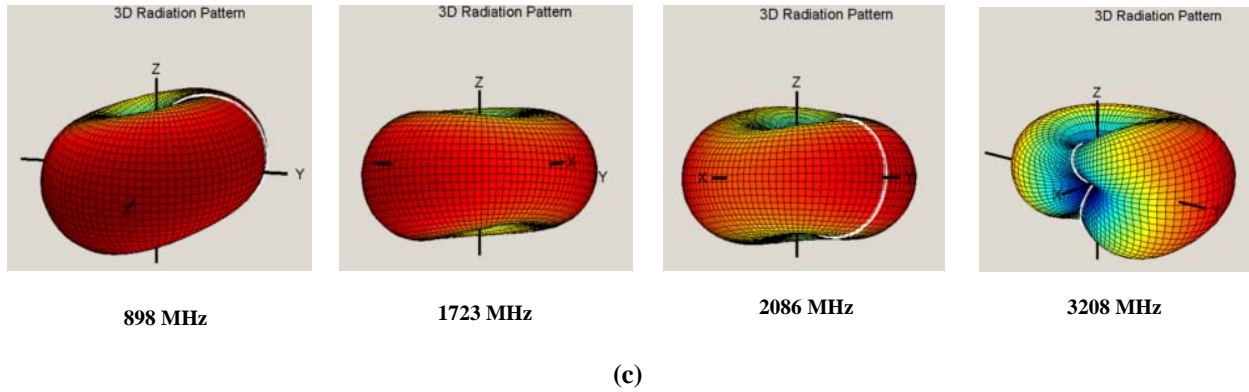 3D Radiation Pattern
Z
Y
X
898 MHz
3D Radiation Pattern
Z
X
Y
1723 MHz
3D Radiation Pattern
Z
X
Y
2086 MHz
3D Radiation Pattern
Z
X
3208 MHz
(c)